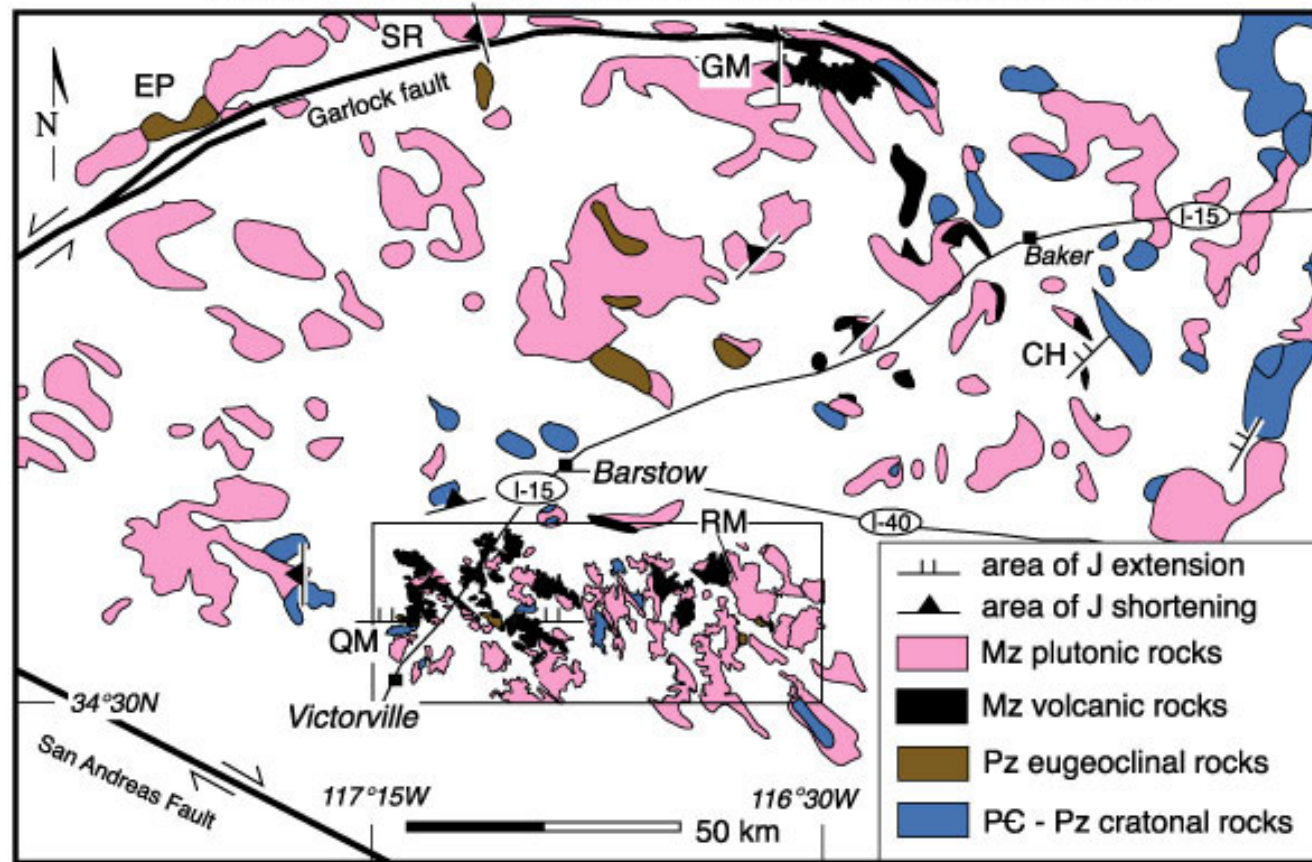 SR
EP
GM
Garlock fault
N
I-15
Baker
CH
Barstow
I-15
RM
I-40
QM
Victorville
34°30N
San Andreas Fault
117°15W
116°30W
50 km
area of J extension
area of J shortening
Mz plutonic rocks
Mz volcanic rocks
Pz eugeoclinal rocks
PЄ - Pz cratonal rocks